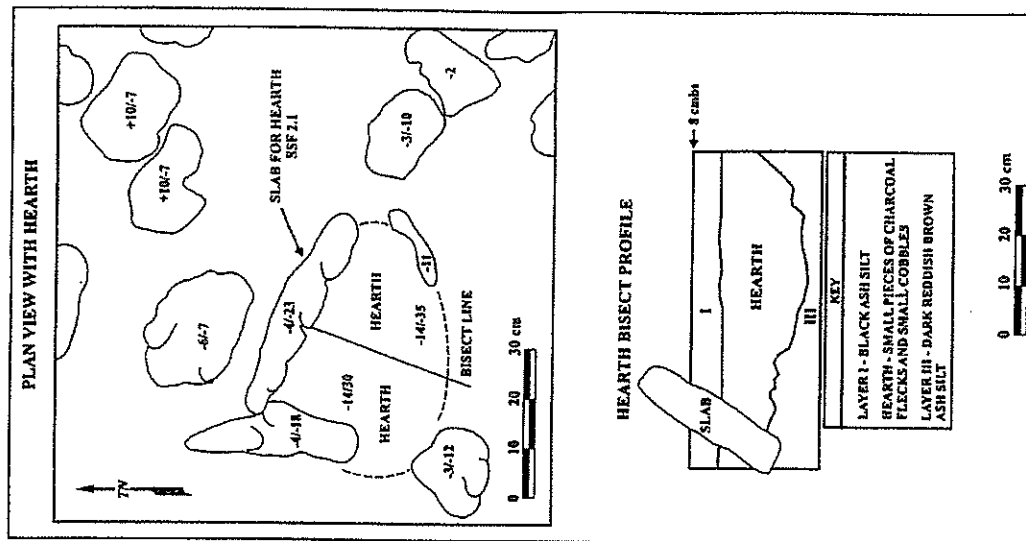 PLAN VIEW WITH HEARTH
TN
+10/-7
+10/-7
-6/-7
SLAB FOR HEARTH
SSF 2.1
-3/-10
-2
-4/-23
-4/-18
-11
HEARTH
-14/-35
-14/30
HEARTH
-3/-12
BISECT LINE
0 10 20 30 cm
HEARTH BISECT PROFILE
8 cmbs
SLAB
I
HEARTH
III
KEY
LAYER I - BLACK ASH SILT
HEARTH - SMALL PIECES OF CHARCOAL
FLECKS AND SMALL COBBLES
LAYER III - DARK REDDISH BROWN
ASH SILT
0 10 20 30 cm